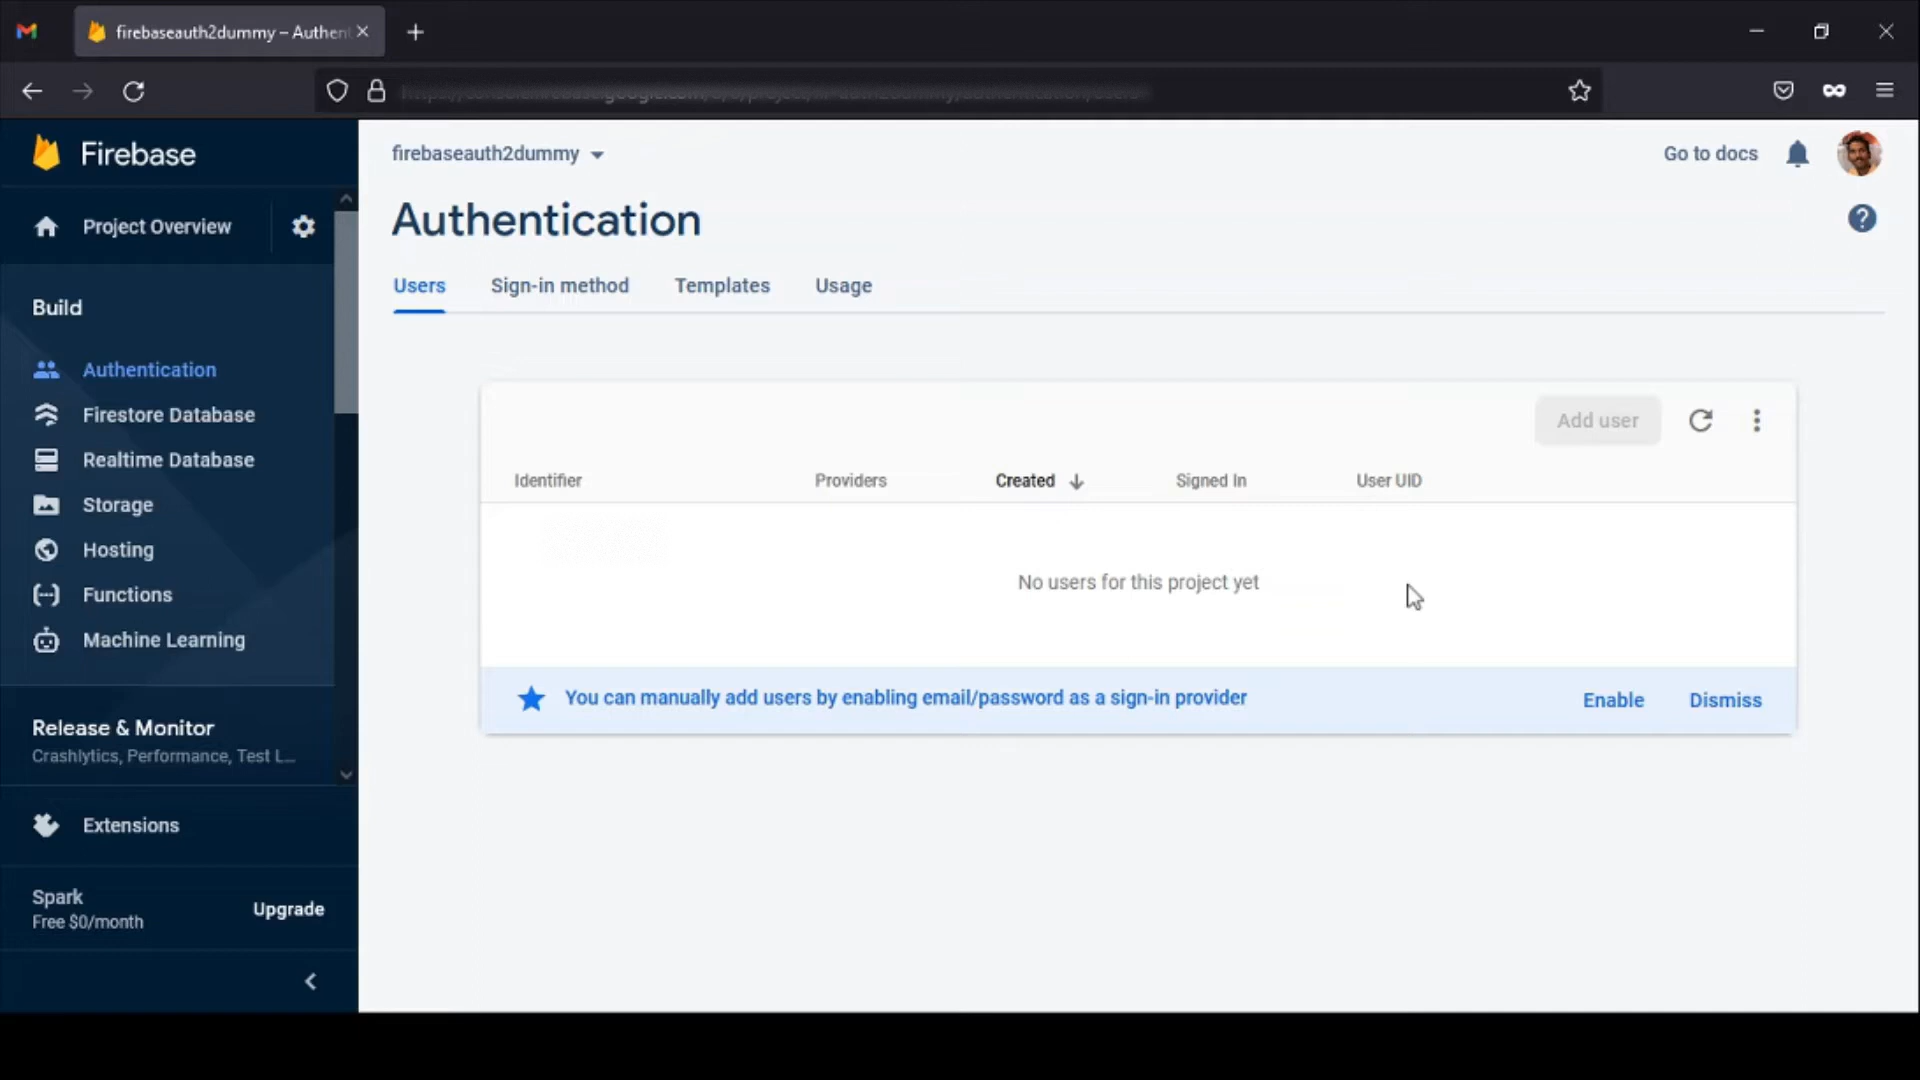 firebaseauth2dummy – Authent
Firebase
Project Overview
Build
Authentication
Firestore Database
Realtime Database
Storage
Hosting
Functions
Machine Learning
Release & Monitor
Crashlytics, Performance, Test L...
Extensions
Spark
Free $0/month
Upgrade
firebaseauth2dummy
Go to docs
Authentication
Users Sign-in method Templates Usage
Add user
Identifier Providers Created Signed In User UID
No users for this project yet
You can manually add users by enabling email/password as a sign-in provider
Enable Dismiss